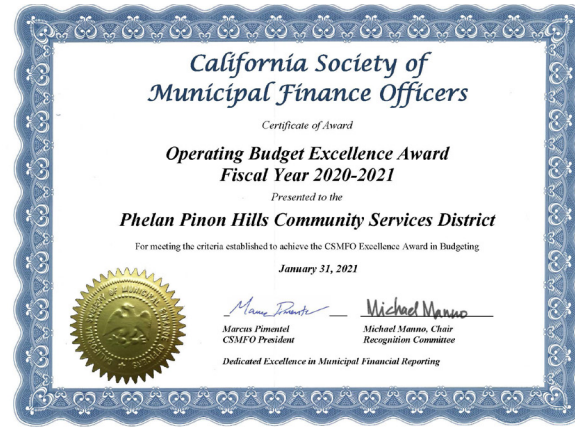 California Society of
Municipal Finance Officers
Certificate of Award
Operating Budget Excellence Award
Fiscal Year 2020-2021
Presented to the
Phelan Pinon Hills Community Services District
For meeting the criteria established to achieve the CSMFO Excellence Award in Budgeting
January 31, 2021
Michael Manno
Marcus Pimentel
CSMFO President
Michael Manno, Chair
Recognition Committee
Dedicated Excellence in Municipal Financial Reporting